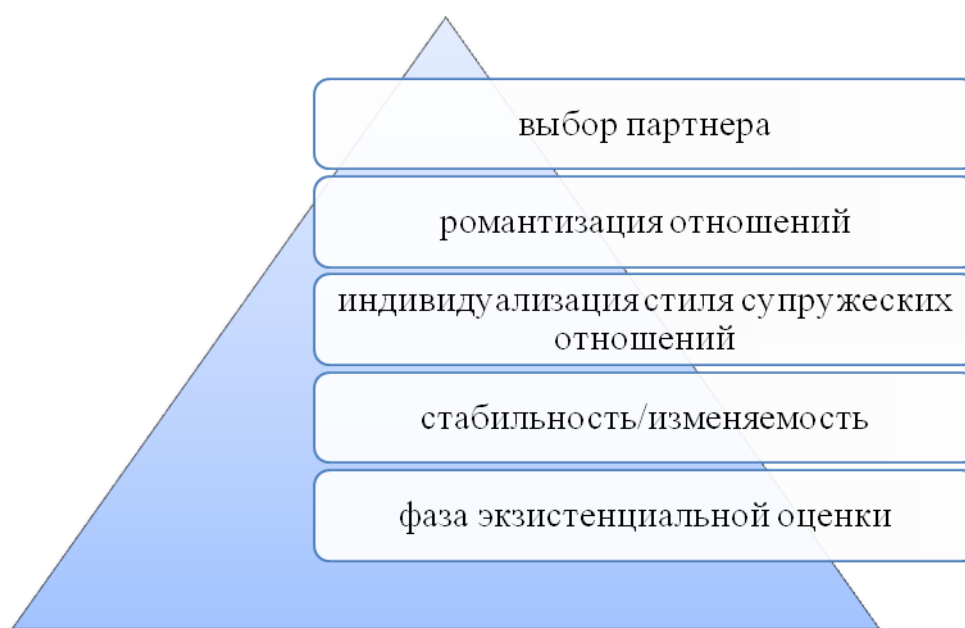 выбор партнера
романтизация отношений
индивидуализация стиля супружеских
отношений
стабильность/изменяемость
фаза экзистенциальной оценки